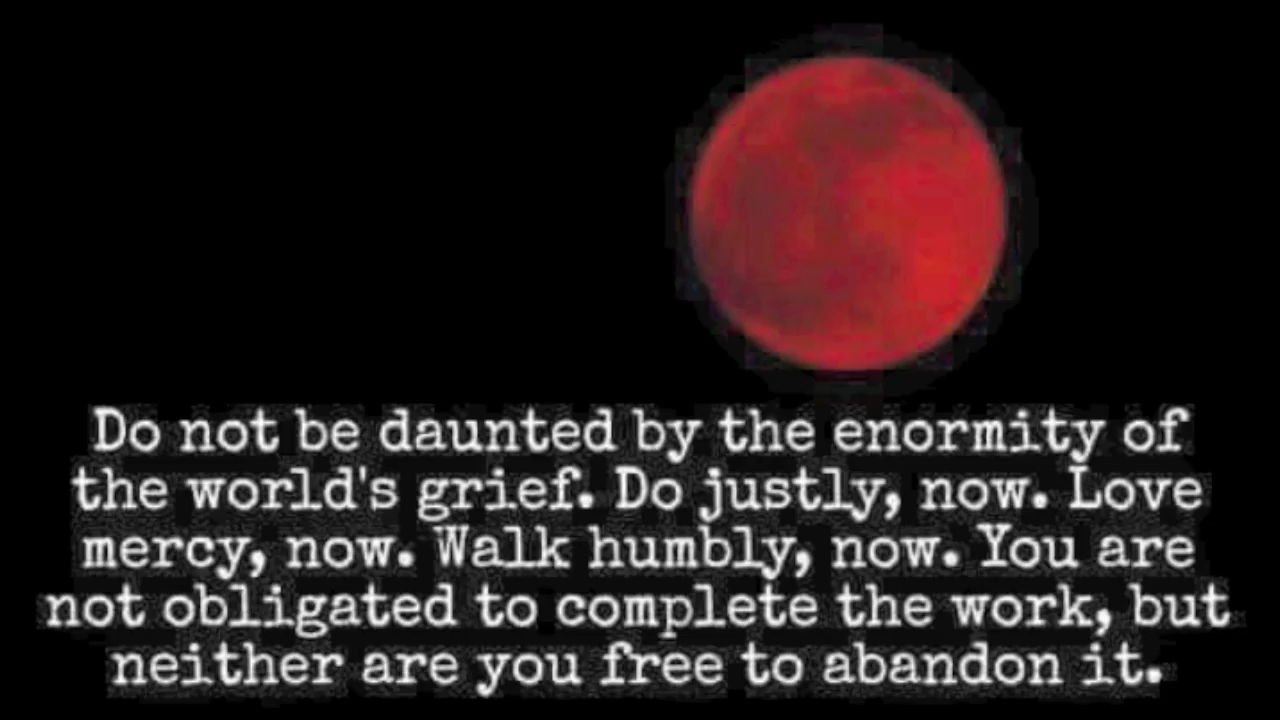 Do not be daunted by the enormity of
the world's grief. Do justly, now. Love
mercy, now. Walk humbly, now. You are
not obligated to complete the work, but
neither are you free to abandon it.